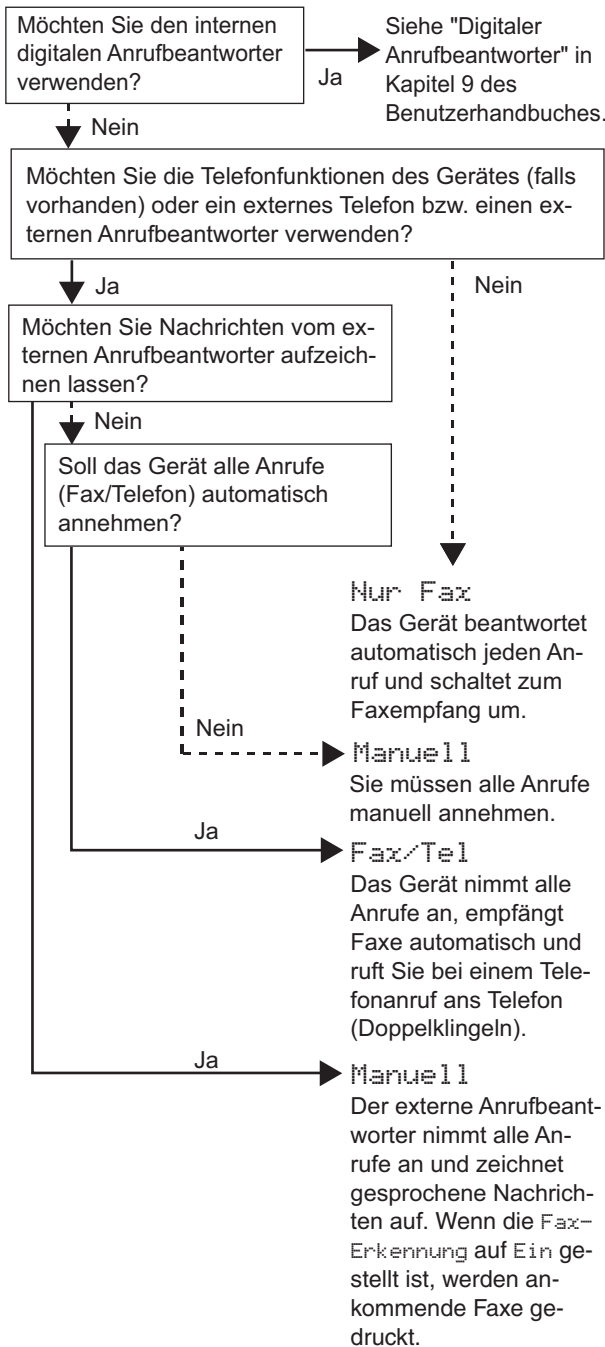 Möchten Sie den internen
digitalen Anrufbeantworter
verwenden?
Ja
Siehe "Digitaler
Anrufbeantworter" in
Kapitel 9 des
Benutzerhandbuches.
Nein
Möchten Sie die Telefonfunktionen des Gerätes (falls
vorhanden) oder ein externes Telefon bzw. einen ex-
ternen Anrufbeantworter verwenden?
Ja
Nein
Möchten Sie Nachrichten vom ex-
ternen Anrufbeantworter aufzeich-
nen lassen?
Nein
Soll das Gerät alle Anrufe
(Fax/Telefon) automatisch
annehmen?
Nur Fax
Das Gerät beantwortet
automatisch jeden An-
ruf und schaltet zum
Faxempfang um.
Nein
Manuell
Sie müssen alle Anrufe
manuell annehmen.
Ja
Fax/Tel
Das Gerät nimmt alle
Anrufe an, empfängt
Faxe automatisch und
ruft Sie bei einem Tele-
fonanruf ans Telefon
(Doppelklingeln).
Ja
Manuell
Der externe Anrufbeant-
worter nimmt alle An-
rufe an und zeichnet
gesprochene Nachrich-
ten auf. Wenn die Fax-
Erkennung auf Ein ge-
stellt ist, werden an-
kommende Faxe ge-
druckt.